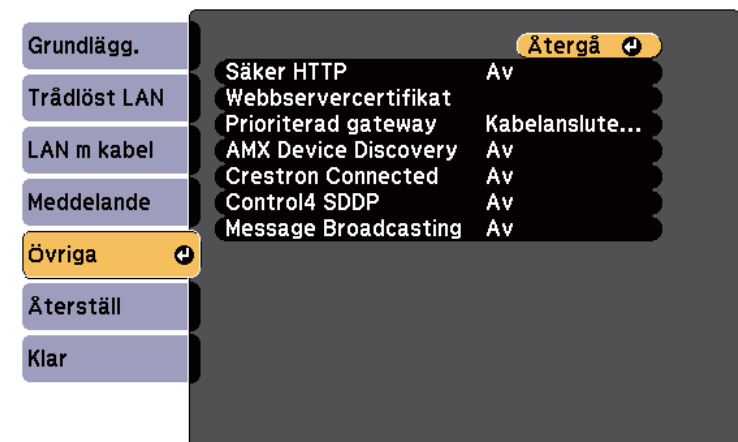 Grundlägg.
Trådlöst LAN
LAN m kabel
Meddelande
Övriga
Återställ
Klar
Återgå
Säker HTTP Av
Webbservercertifikat
Prioriterad gateway Kabelanslute...
AMX Device Discovery Av
Crestron Connected Av
Control4 SDDP Av
Message Broadcasting Av